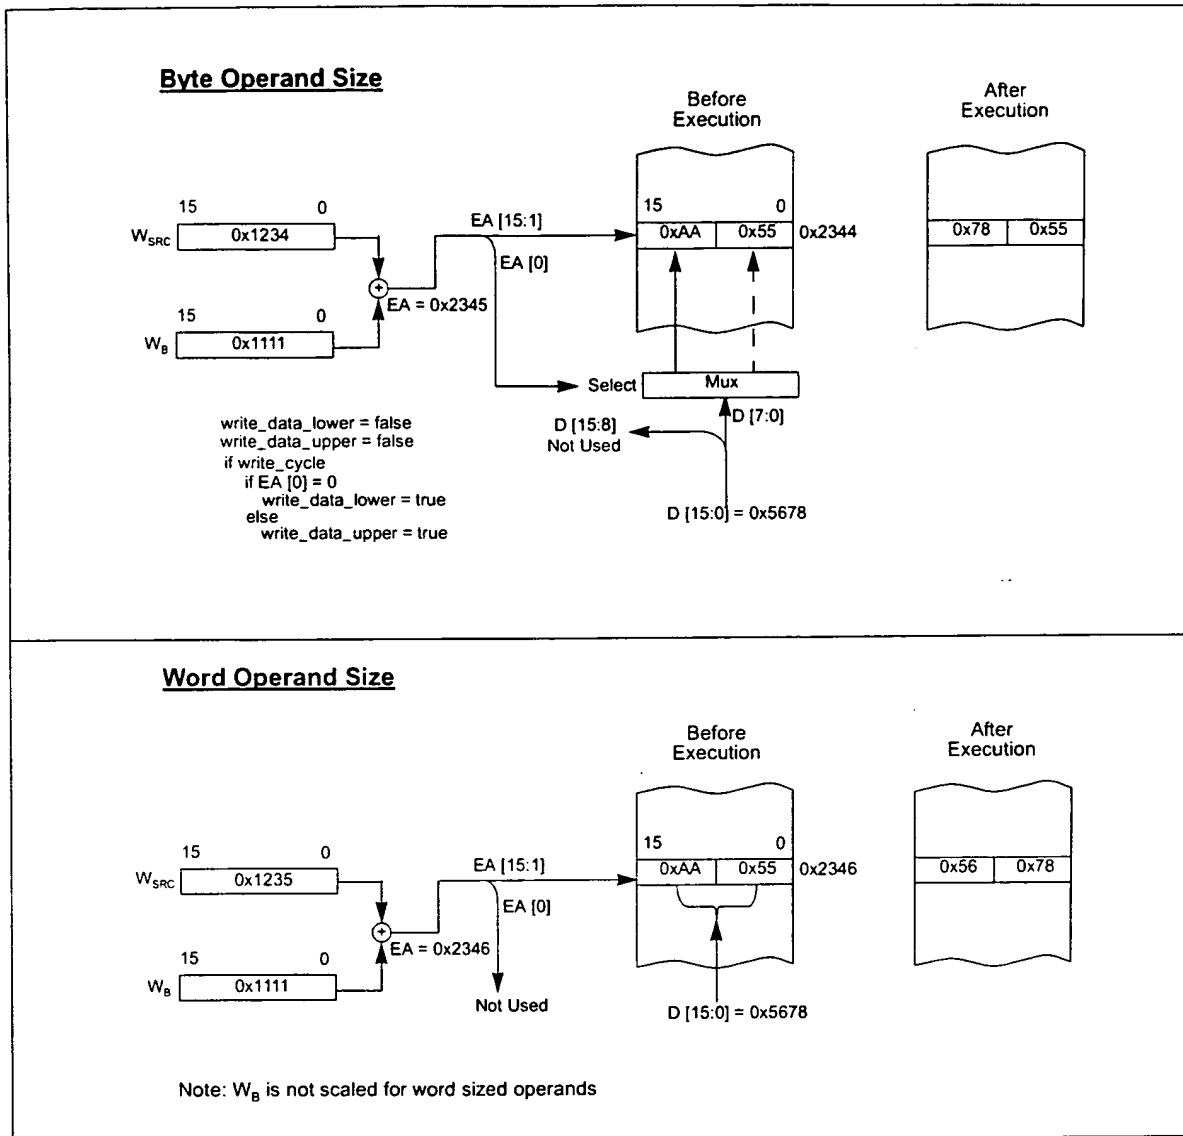 Byte Operand Size
Before
Execution
After
Execution
15 0
W_SRC 0x1234
EA [15:1]
EA [0]
15 0
0xAA 0x55 0x2344
0x78 0x55
EA = 0x2345
15 0
W_B 0x1111
Select Mux
D [7:0]
D [15:8]
Not Used
D [15:0] = 0x5678
write_data_lower = false
write_data_upper = false
if write_cycle
if EA [0] = 0
write_data_lower = true
else
write_data_upper = true
Word Operand Size
Before
Execution
After
Execution
15 0
W_SRC 0x1235
EA [15:1]
EA [0]
15 0
0xAA 0x55 0x2346
0x56 0x78
EA = 0x2346
15 0
W_B 0x1111
Not Used
D [15:0] = 0x5678
Note: W_B is not scaled for word sized operands